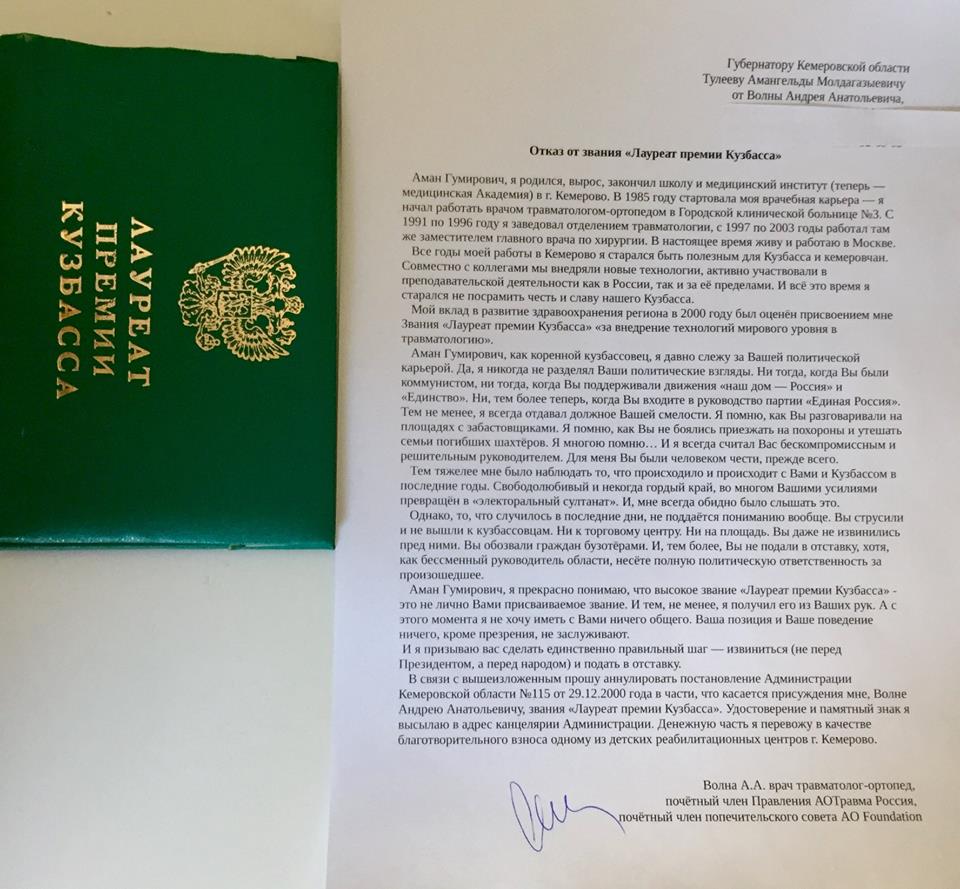 ЛАУРЕАТ
ПРЕМИИ
КУЗБАССА
Губернатору Кемеровской области
Тулееву Амангельды Молдагазыевичу
от Волны Андрея Анатольевича,
Отказ от звания «Лауреат премии Кузбасса»
Аман Гумирович, я родился, вырос, закончил школу и медицинский институт (теперь —
медицинская Академия) в г. Кемерово. В 1985 году стартовала моя врачебная карьера — я
начал работать врачом травматологом-ортопедом в Городской клинической больнице №3. С
1991 по 1996 году я заведовал отделением травматологии, с 1997 по 2003 годы работал там
же заместителем главного врача по хирургии. В настоящее время живу и работаю в Москве.
Все годы моей работы в Кемерово я старался быть полезным для Кузбасса и кемеровчан.
Совместно с коллегами мы внедряли новые технологии, активно участвовали в
преподавательской деятельности как в России, так и за её пределами. И всё это время я
старался не посрамить честь и славу нашего Кузбасса.
Мой вклад в развитие здравоохранения региона в 2000 году был оценён присвоением мне
Звания «Лауреат премии Кузбасса» «за внедрение технологий мирового уровня в
травматологию».
Аман Гумирович, как коренной кузбассовец, я давно слежу за Вашей политической
карьерой. Да, я никогда не разделял Ваши политические взгляды. Ни тогда, когда Вы были
коммунистом, ни тогда, когда Вы поддерживали движения «наш дом — Россия» и
«Единство». Ни, тем более теперь, когда Вы входите в руководство партии «Единая Россия».
Тем не менее, я всегда отдавал должное Вашей смелости. Я помню, как Вы разговаривали на
площадях с забастовщиками. Я помню, как Вы не боялись приезжать на похороны и утешать
семьи погибших шахтёров. Я многою помню… И я всегда считал Вас бескомпромиссным и
решительным руководителем. Для меня Вы были человеком чести, прежде всего.
Тем тяжелее мне было наблюдать то, что происходило и происходит с Вами и Кузбассом в
последние годы. Свободолюбивый и некогда гордый край, во многом Вашими усилиями
превращён в «электоральный султанат». И, мне всегда обидно было слышать это.
Однако, то, что случилось в последние дни, не поддаётся пониманию вообще. Вы струсили
и не вышли к кузбассовцам. Ни к торговому центру. Ни на площадь. Вы даже не извинились
пред ними. Вы обозвали граждан бузотёрами. И, тем более, Вы не подали в отставку, хотя,
как бессменный руководитель области, несёте полную политическую ответственность за
произошедшее.
Аман Гумирович, я прекрасно понимаю, что высокое звание «Лауреат премии Кузбасса» -
это не лично Вами присваиваемое звание. И тем, не менее, я получил его из Ваших рук. А с
этого момента я не хочу иметь с Вами ничего общего. Ваша позиция и Ваше поведение
ничего, кроме презрения, не заслуживают.
И я призываю вас сделать единственно правильный шаг — извиниться (не перед
Президентом, а перед народом) и подать в отставку.
В связи с вышеизложенным прошу аннулировать постановление Администрации
Кемеровской области №115 от 29.12.2000 года в части, что касается присуждения мне, Волне
Андрею Анатольевичу, звания «Лауреат премии Кузбасса». Удостоверение и памятный знак я
высылаю в адрес канцелярии Администрации. Денежную часть я перевожу в качестве
благотворительного взноса одному из детских реабилитационных центров г. Кемерово.
Волна А.А. врач травматолог-ортопед,
почётный член Правления АОТравма Россия,
почётный член попечительского совета AO Foundation